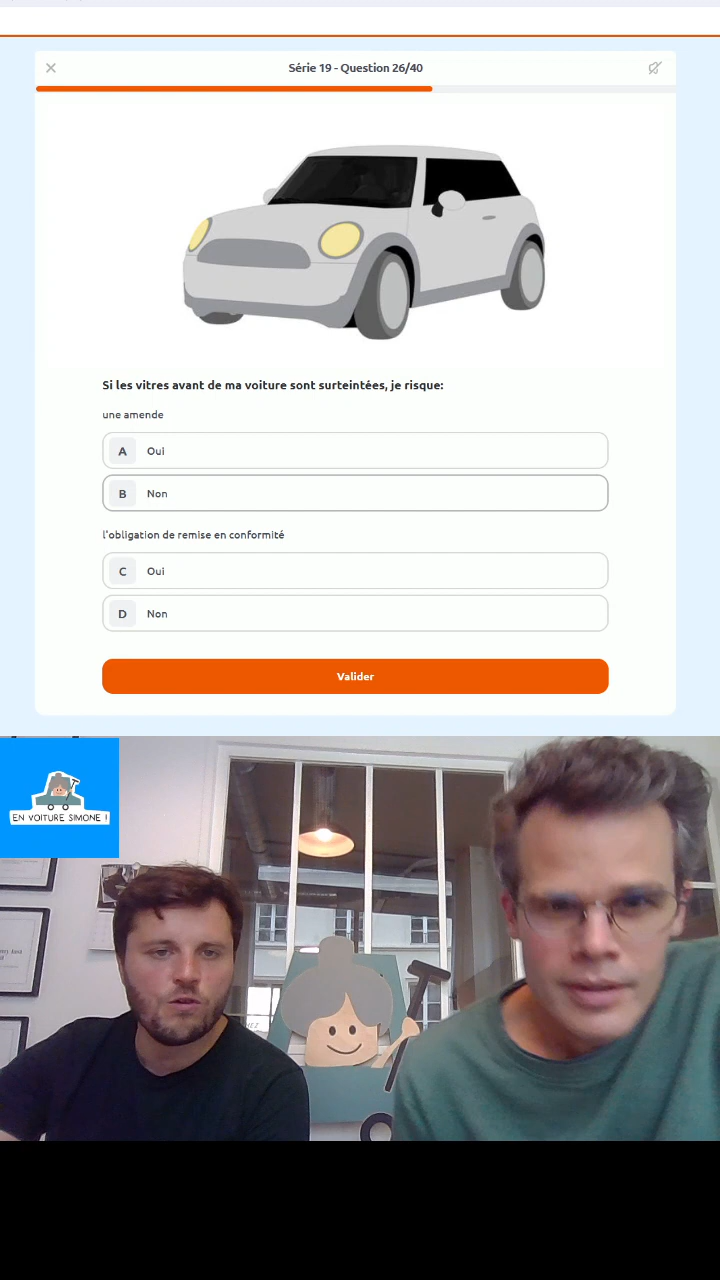 Série 19 - Question 26/40
Si les vitres avant de ma voiture sont surteintées, je risque:
une amende
A Oui
B Non
l'obligation de remise en conformité
C Oui
D Non
Valider
EN VOITURE SIMONE !